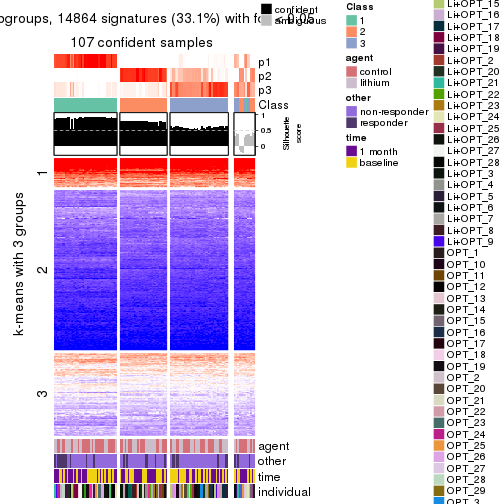 ogroups, 14864 signatures (33.1%) with
confident
ambiguous
107 confident samples
p1
p2
p3
Class
1
0.5
0
Silhouette
score
k-means with 3 groups
1
2
3
agent
other
time
individual
Class
1
2
3
agent
control
lithium
other
non-responder
responder
time
1 month
baseline
Li+OPT_15
Li+OPT_16
Li+OPT_17
Li+OPT_18
Li+OPT_19
Li+OPT_2
Li+OPT_20
Li+OPT_21
Li+OPT_22
Li+OPT_23
Li+OPT_24
Li+OPT_25
Li+OPT_26
Li+OPT_27
Li+OPT_28
Li+OPT_3
Li+OPT_4
Li+OPT_5
Li+OPT_6
Li+OPT_7
Li+OPT_8
Li+OPT_9
OPT_1
OPT_10
OPT_11
OPT_12
OPT_13
OPT_14
OPT_15
OPT_16
OPT_17
OPT_18
OPT_19
OPT_2
OPT_20
OPT_21
OPT_22
OPT_23
OPT_24
OPT_25
OPT_26
OPT_27
OPT_28
OPT_29